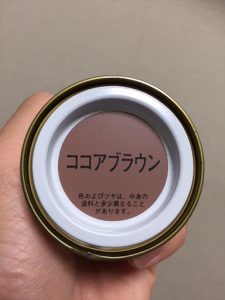 ココアブラウン
色およびツヤは、中身の
塗料と多少異なること
があります。